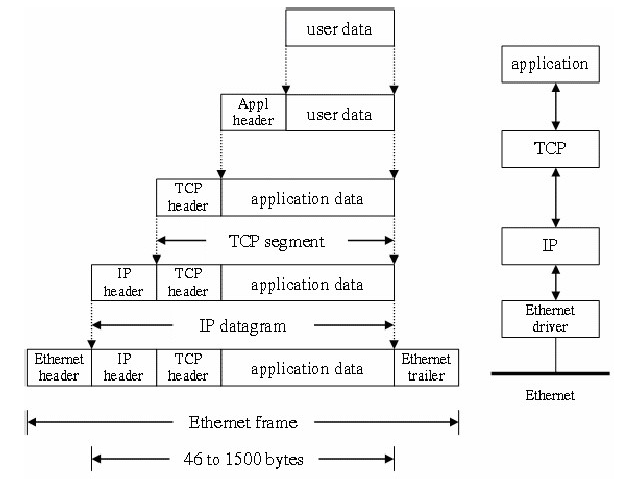 user data
application
Appl
header
user data
TCP
TCP
header
application data
TCP segment
IP
IP
header
TCP
header
application data
IP datagram
Ethernet
driver
Ethernet
header
IP
header
TCP
header
application data
Ethernet
trailer
Ethernet
Ethernet frame
46 to 1500 bytes